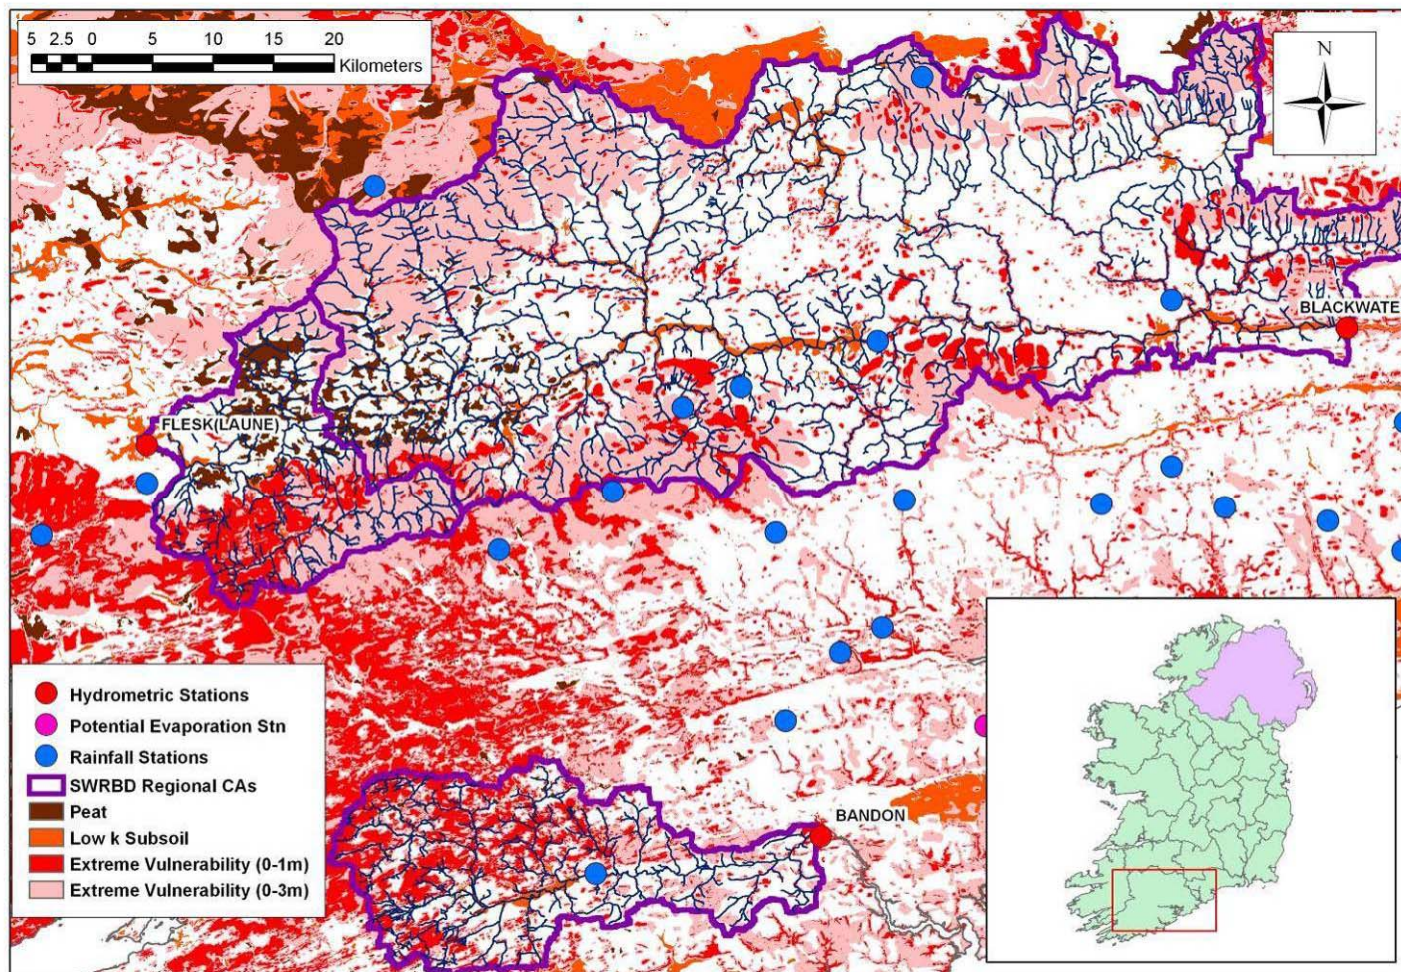 5 2.5 0 5 10 15 20
Kilometers
N
BLACKWATE
FLESK(LAUNE)
Hydrometric Stations
Potential Evaporation Stn
Rainfall Stations
SWRBD Regional CAs
Peat
Low k Subsoil
Extreme Vulnerability (0-1m)
Extreme Vulnerability (0-3m)
BANDON